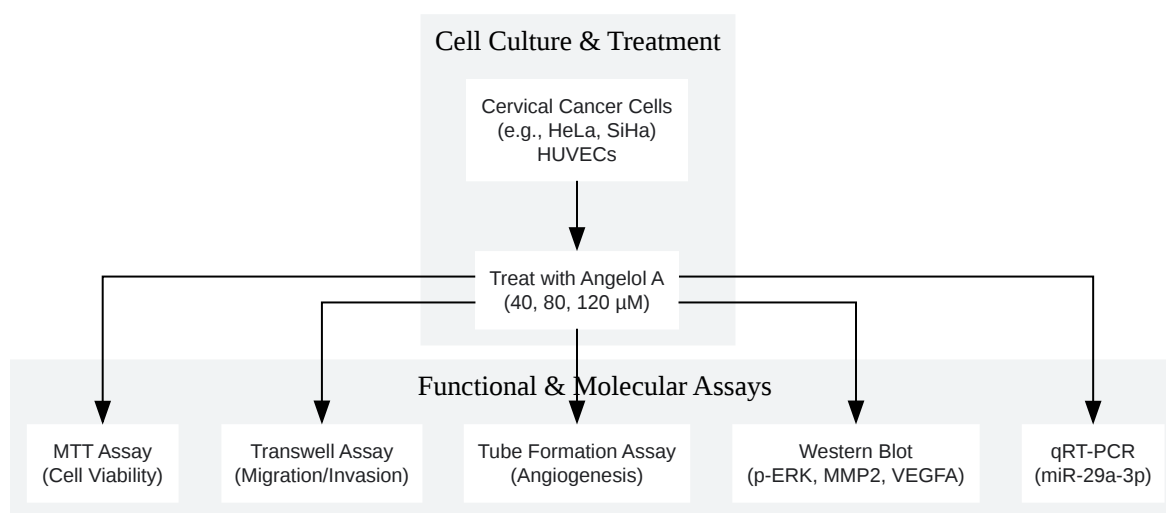 Cell Culture & Treatment
Cervical Cancer Cells
(e.g., HeLa, SiHa)
HUVECs
Treat with Angelol A
(40, 80, 120 µM)
Functional & Molecular Assays
MTT Assay
(Cell Viability)
Transwell Assay
(Migration/Invasion)
Tube Formation Assay
(Angiogenesis)
Western Blot
(p-ERK, MMP2, VEGFA)
qRT-PCR
(miR-29a-3p)